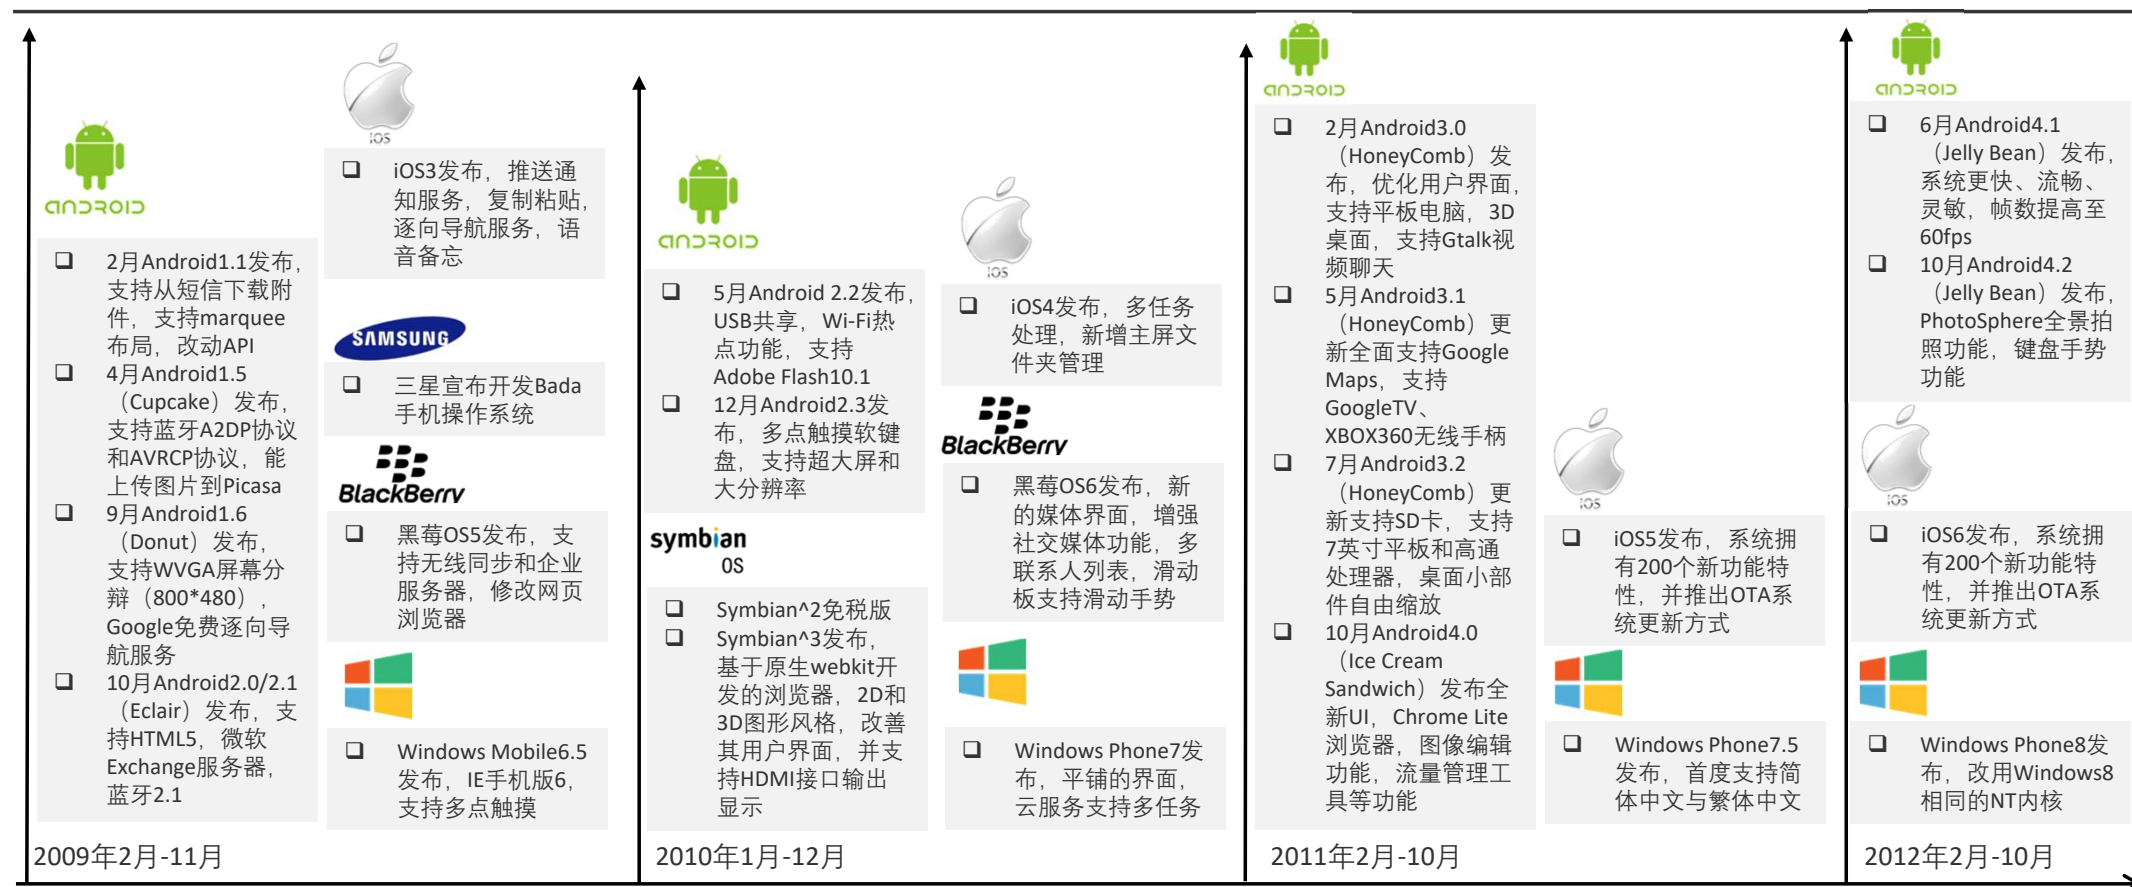 android
2月Android1.1发布，
支持从短信下载附
件，支持marquee
布局，改动API
4月Android1.5
（Cupcake）发布，
支持蓝牙A2DP协议
和AVRCP协议，能
上传图片到Picasa
9月Android1.6
（Donut）发布，
支持WVGA屏幕分
辩（800*480），
Google免费逐向导
航服务
10月Android2.0/2.1
（Eclair）发布，支
持HTML5，微软
Exchange服务器，
蓝牙2.1
iOS
iOS3发布，推送通
知服务，复制粘贴，
逐向导航服务，语
音备忘
SAMSUNG
三星宣布开发Bada
手机操作系统
BlackBerry
黑莓OS5发布，支
持无线同步和企业
服务器，修改网页
浏览器
Windows Mobile6.5
发布，IE手机版6，
支持多点触摸
2009年2月-11月
android
5月Android 2.2发布，
USB共享，Wi-Fi热
点功能，支持
Adobe Flash10.1
12月Android2.3发
布，多点触摸软键
盘，支持超大屏和
大分辨率
symbian
OS
Symbian^2免税版
Symbian^3发布，
基于原生webkit开
发的浏览器，2D和
3D图形风格，改善
其用户界面，并支
持HDMI接口输出
显示
iOS
iOS4发布，多任务
处理，新增主屏文
件夹管理
BlackBerry
黑莓OS6发布，新
的媒体界面，增强
社交媒体功能，多
联系人列表，滑动
板支持滑动手势
Windows Phone7发
布，平铺的界面，
云服务支持多任务
2010年1月-12月
android
2月Android3.0
（HoneyComb）发
布，优化用户界面，
支持平板电脑，3D
桌面，支持Gtalk视
频聊天
5月Android3.1
（HoneyComb）更
新全面支持Google
Maps，支持
GoogleTV、
XBOX360无线手柄
7月Android3.2
（HoneyComb）更
新支持SD卡，支持
7英寸平板和高通
处理器，桌面小部
件自由缩放
10月Android4.0
（Ice Cream
Sandwich）发布全
新UI，Chrome Lite
浏览器，图像编辑
功能，流量管理工
具等功能
iOS
iOS5发布，系统拥
有200个新功能特
性，并推出OTA系
统更新方式
Windows Phone7.5
发布，首度支持简
体中文与繁体中文
2011年2月-10月
android
6月Android4.1
（Jelly Bean）发布，
系统更快、流畅、
灵敏，帧数提高至
60fps
10月Android4.2
（Jelly Bean）发布，
PhotoSphere全景拍
照功能，键盘手势
功能
iOS
iOS6发布，系统拥
有200个新功能特
性，并推出OTA系
统更新方式
Windows Phone8发
布，改用Windows8
相同的NT内核
2012年2月-10月